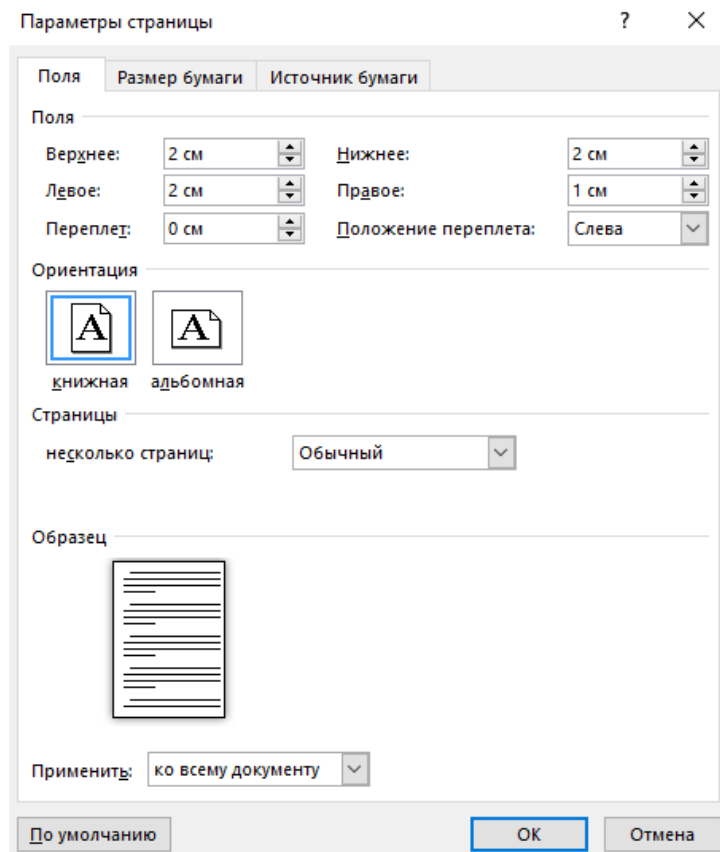 Параметры страницы ? ×
Поля Размер бумаги Источник бумаги
Поля
Верхнее: 2 см Нижнее: 2 см
Левое: 2 см Правое: 1 см
Переплет: 0 см Положение переплета: Слева
Ориентация
A A
книжная альбомная
Страницы
несколько страниц: Обычный
Образец
Применить: ко всему документу
По умолчанию ОК Отмена